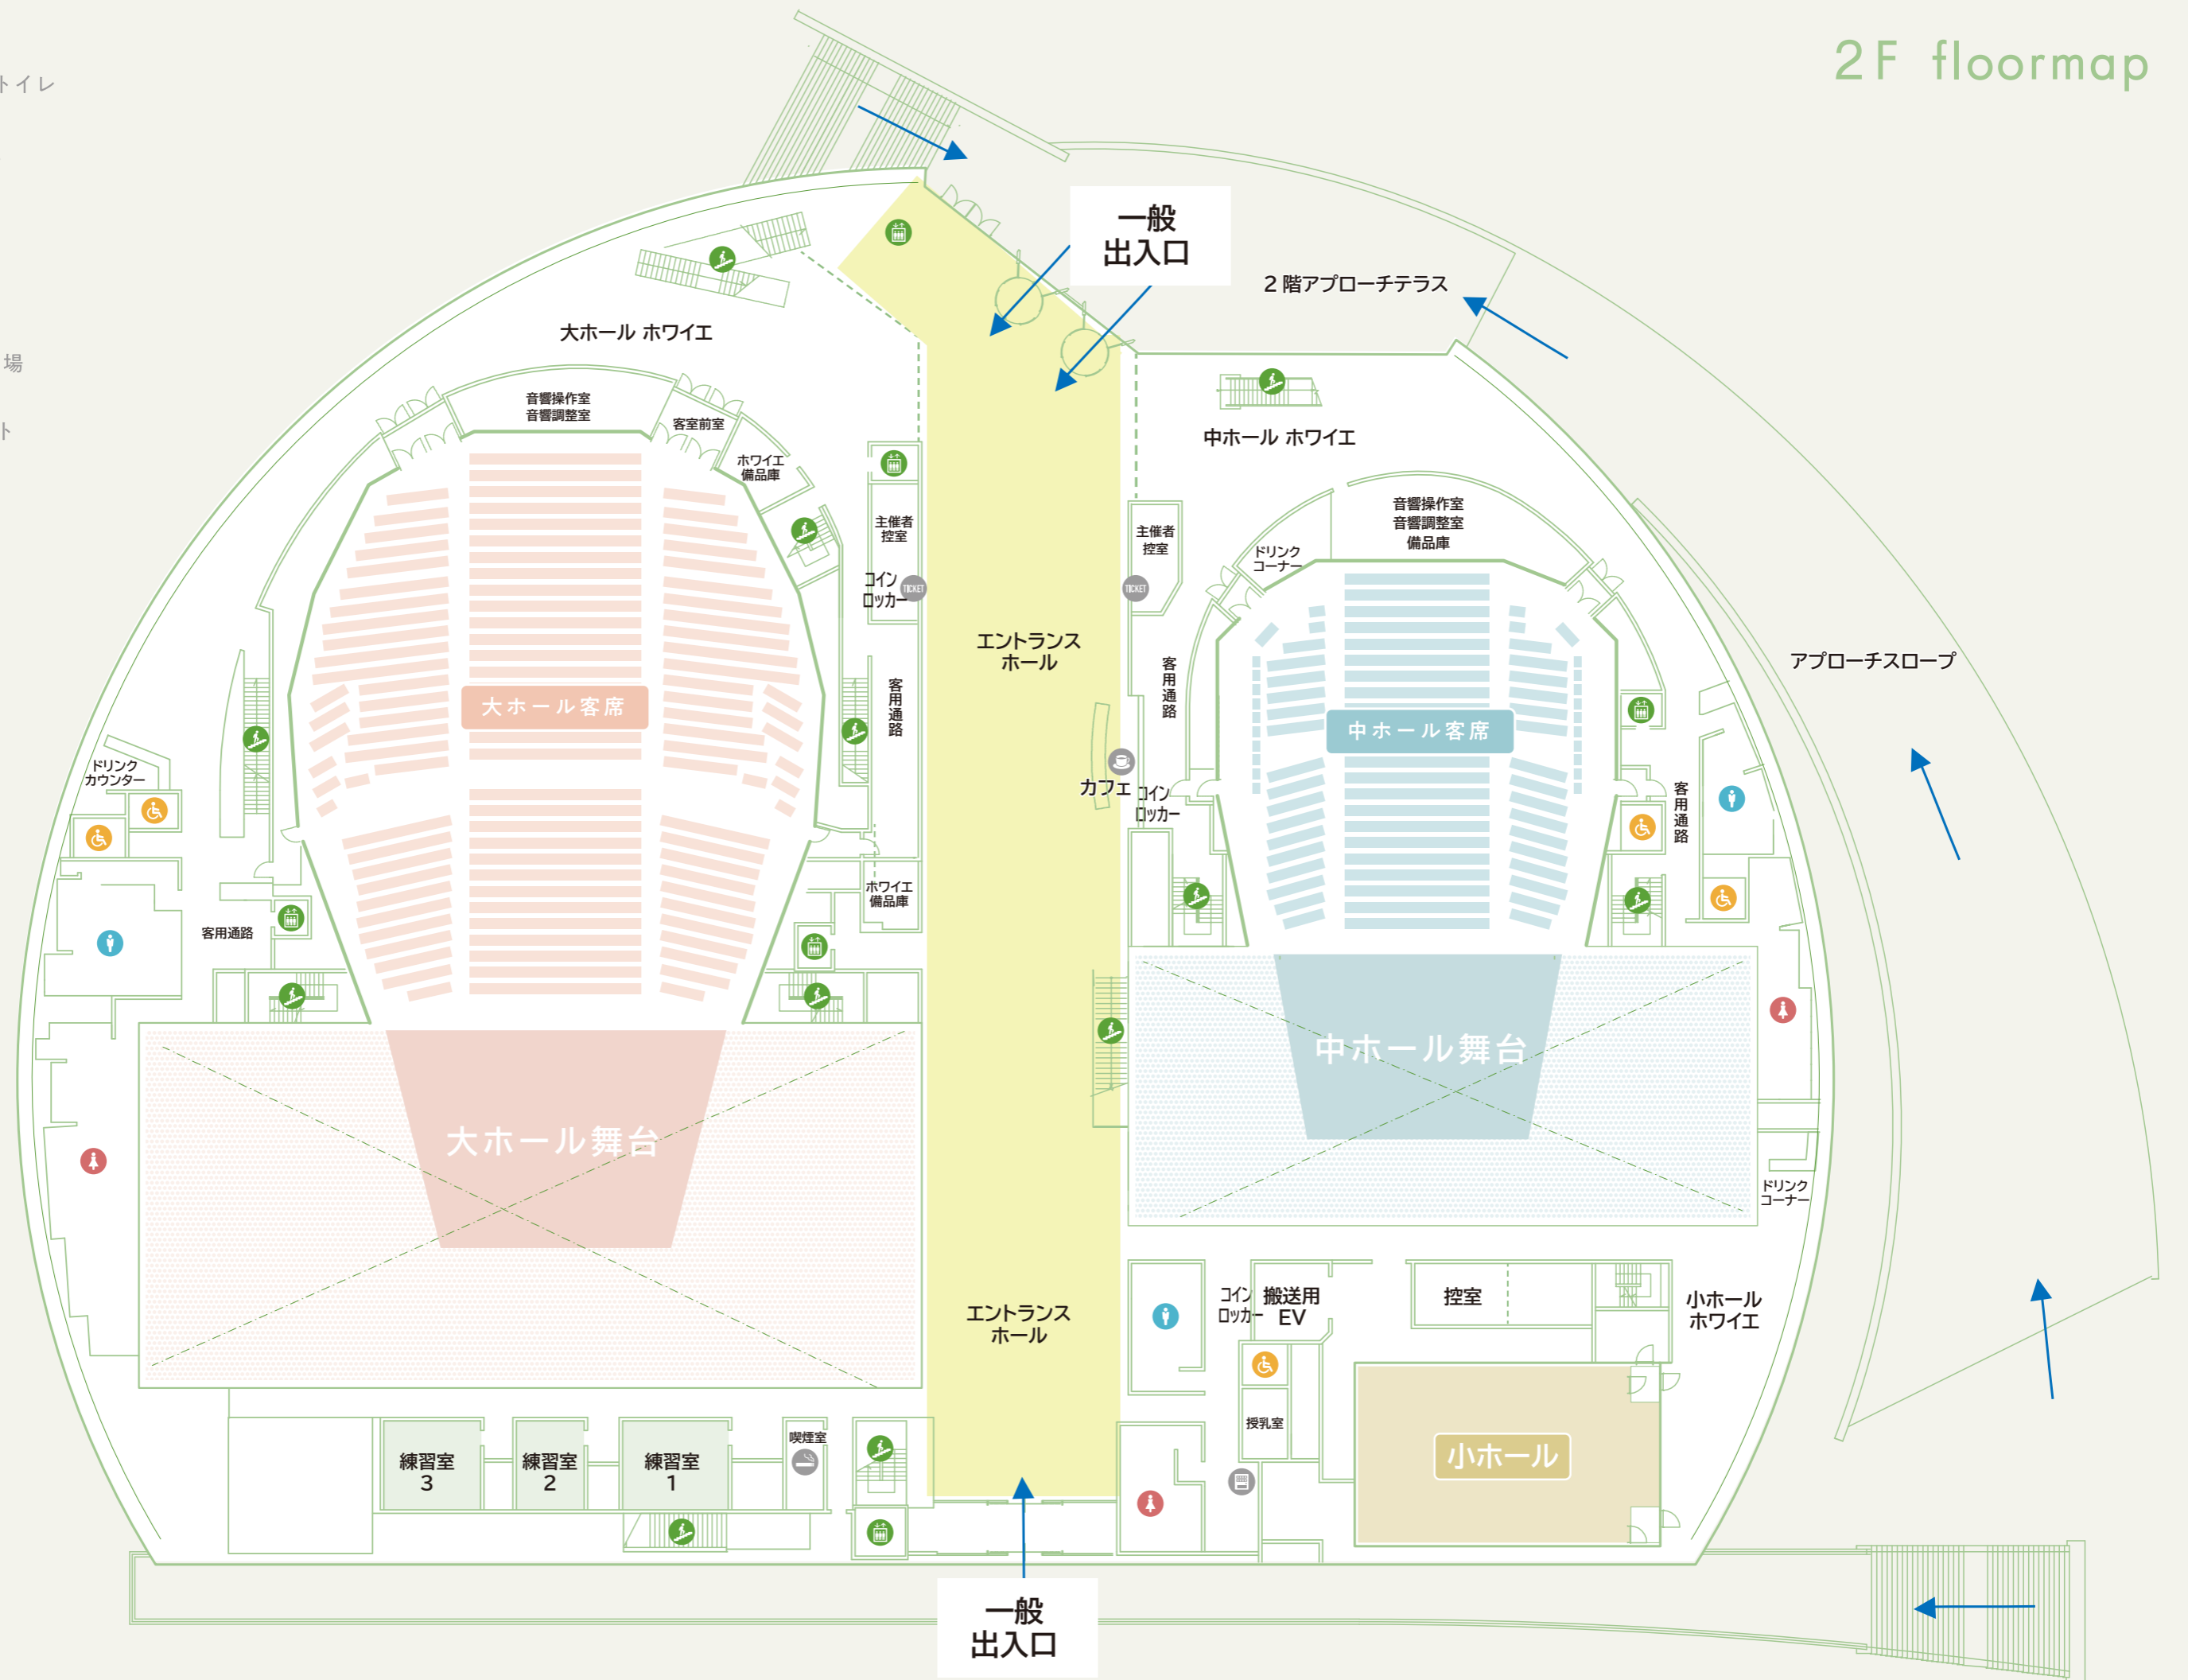 2F floormap
トイレ
場
ト
一般
出入口
2階アプローチテラス
大ホール ホワイエ
音響操作室
音響調整室
客室前室
ホワイエ
備品庫
中ホール ホワイエ
主催者
控室
コイン
ロッカー
TICKET
主催者
控室
TICKET
音響操作室
音響調整室
備品庫
ドリンク
コーナー
エントランス
ホール
客用通路
客用通路
アプローチスロープ
大ホール客席
中ホール客席
ドリンク
カウンター
カフェ
コイン
ロッカー
客用通路
ホワイエ
備品庫
客用通路
大ホール舞台
中ホール舞台
ドリンク
コーナー
エントランス
ホール
コイン
ロッカー
搬送用
EV
控室
小ホール
ホワイエ
授乳室
小ホール
練習室
3
練習室
2
練習室
1
喫煙室
一般
出入口